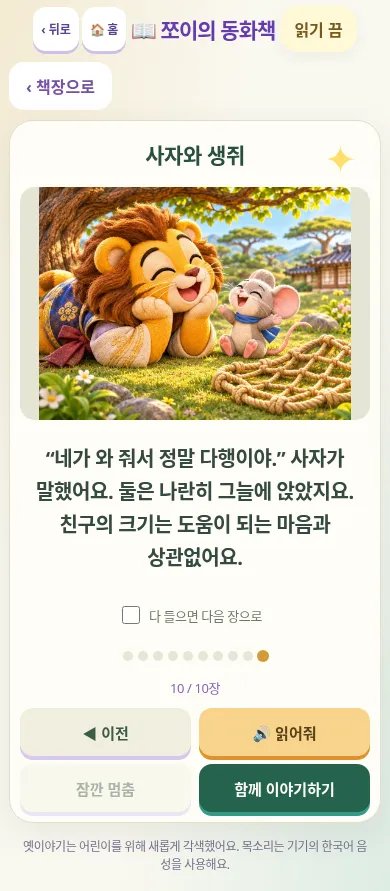 ‹ 뒤로
🏠 홈
📖 쪼이의 동화책
읽기 끔
‹ 책장으로
사자와 생쥐
“네가 와 줘서 정말 다행이야.” 사자가
말했어요. 둘은 나란히 그늘에 앉았지요.
친구의 크기는 도움이 되는 마음과
상관없어요.
다 들으면 다음 장으로
10 / 10장
◀ 이전
🔊 읽어줘
잠깐 멈춤
함께 이야기하기
옛이야기는 어린이를 위해 새롭게 각색했어요. 목소리는 기기의 한국어 음
성을 사용해요.